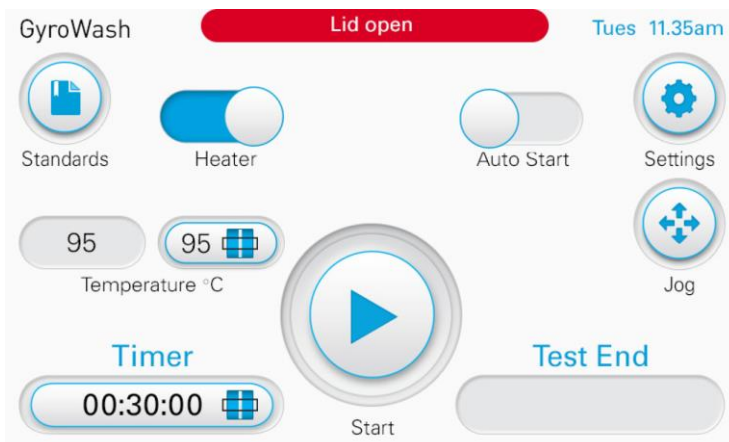 GyroWash
Lid open
Tues 11.35am
Standards
Heater
Auto Start
Settings
95
95
Temperature °C
Jog
Timer
Test End
00:30:00
Start